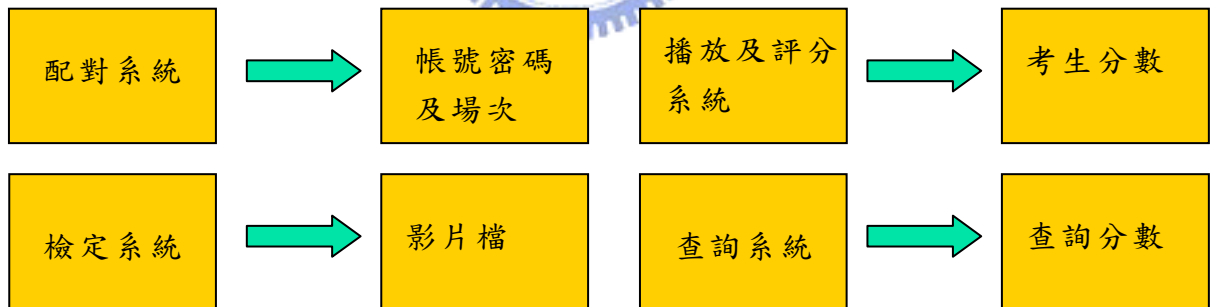 配對系統
帳號密碼
及場次
播放及評分
系統
考生分數
檢定系統
影片檔
查詢系統
查詢分數